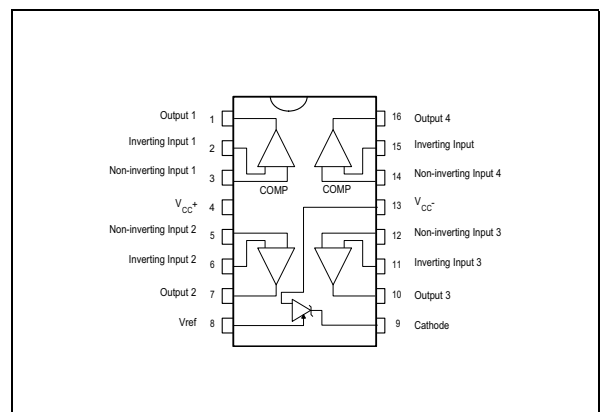 Output 1 1
16 Output 4
Inverting Input 1 2
15 Inverting Input
Non-inverting Input 1 3
14 Non-inverting Input 4
COMP COMP
VCC+ 4
13 VCC-
Non-inverting Input 2 5
12 Non-inverting Input 3
Inverting Input 2 6
11 Inverting Input 3
Output 2 7
10 Output 3
Vref 8
9 Cathode